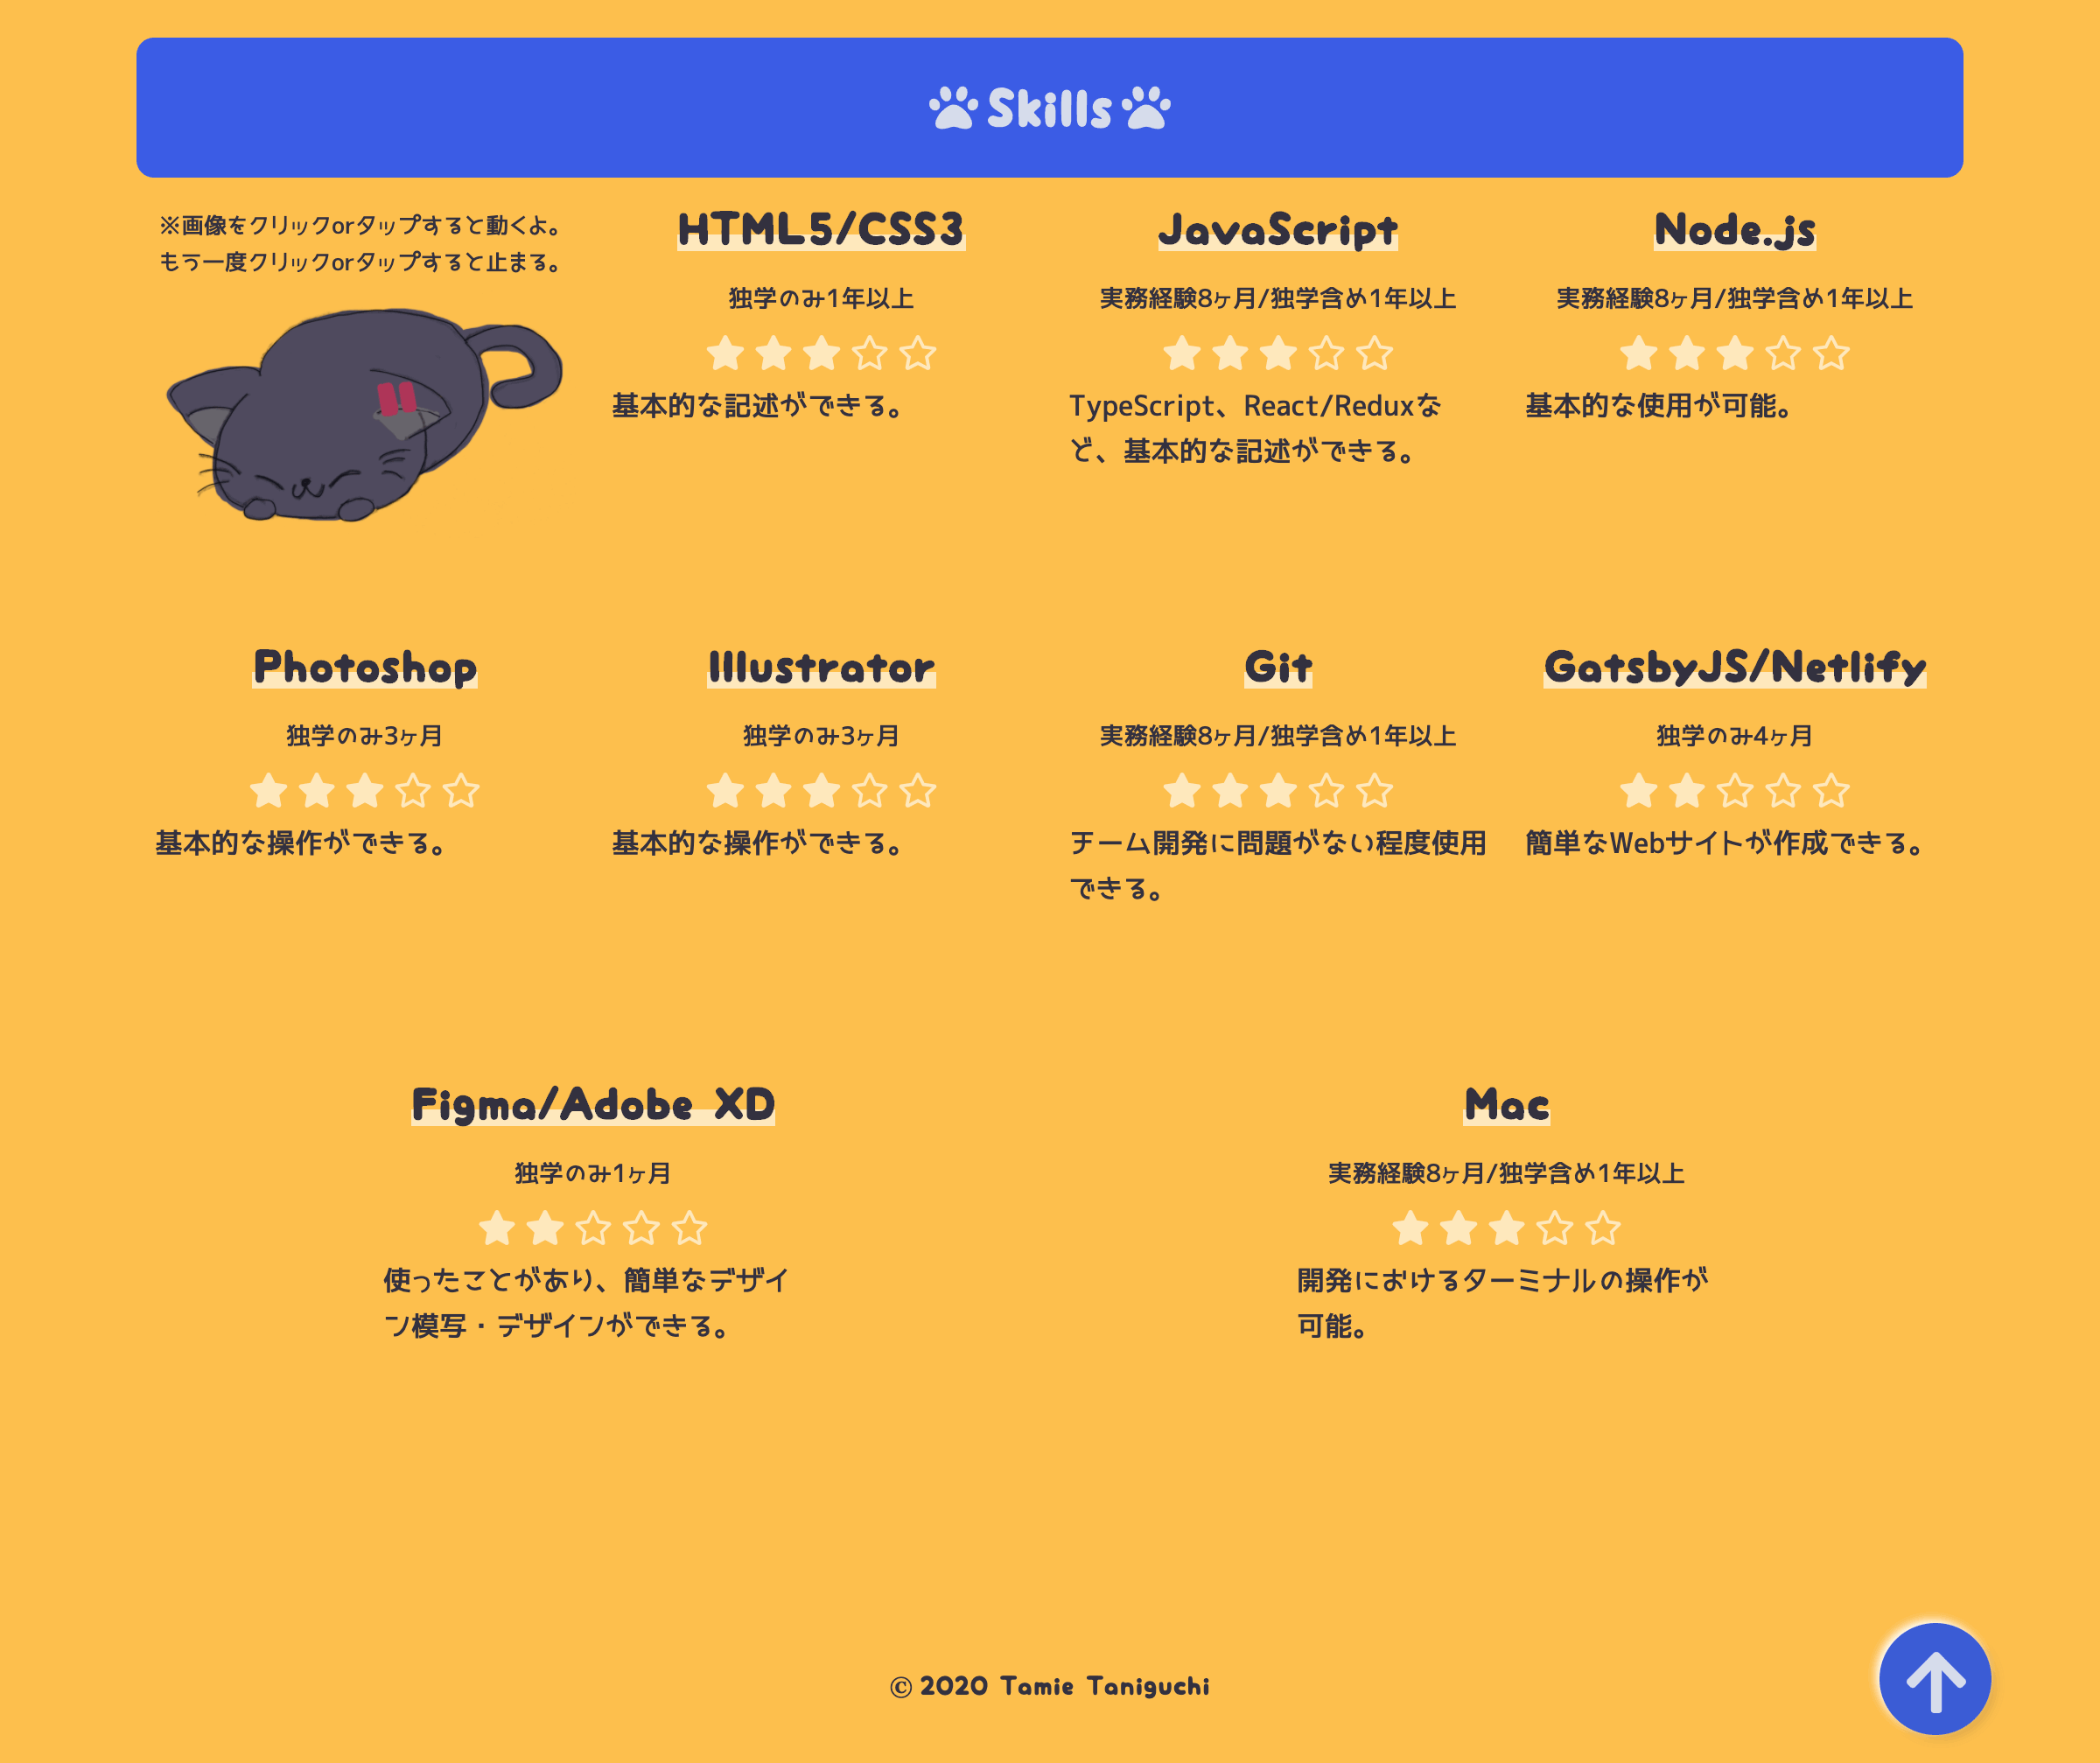 Skills
※画像をクリックorタップすると動くよ。
もう一度クリックorタップすると止まる。
HTML5/CSS3
独学のみ1年以上
基本的な記述ができる。
JavaScript
実務経験8ヶ月/独学含め1年以上
TypeScript、React/Reduxな
ど、基本的な記述ができる。
Node.js
実務経験8ヶ月/独学含め1年以上
基本的な使用が可能。
Photoshop
独学のみ3ヶ月
基本的な操作ができる。
Illustrator
独学のみ3ヶ月
基本的な操作ができる。
Git
実務経験8ヶ月/独学含め1年以上
チーム開発に問題がない程度使用
できる。
GatsbyJS/Netlify
独学のみ4ヶ月
簡単なWebサイトが作成できる。
Figma/Adobe XD
独学のみ1ヶ月
使ったことがあり、簡単なデザイ
ン模写・デザインができる。
Mac
実務経験8ヶ月/独学含め1年以上
開発におけるターミナルの操作が
可能。
© 2020 Tamie Taniguchi